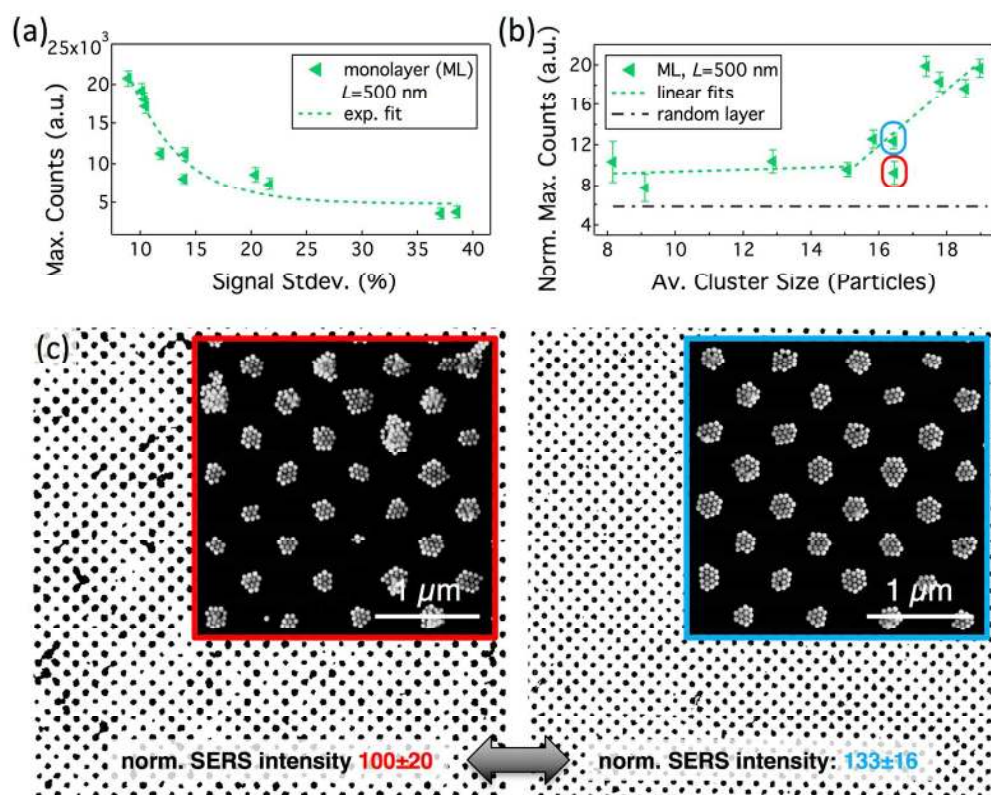 (a)
25x10³
20
15
10
5
Max. Counts (a.u.)
monolayer (ML)
L=500 nm
exp. fit
10
15
20
25
30
35
40
Signal Stdev. (%)
(b)
20
16
12
10
8
6
4
Norm. Max. Counts (a.u.)
ML, L=500 nm
linear fits
random layer
8
10
12
14
16
18
Av. Cluster Size (Particles)
(c)
1 μm
1 μm
norm. SERS intensity 100±20
norm. SERS intensity: 133±16